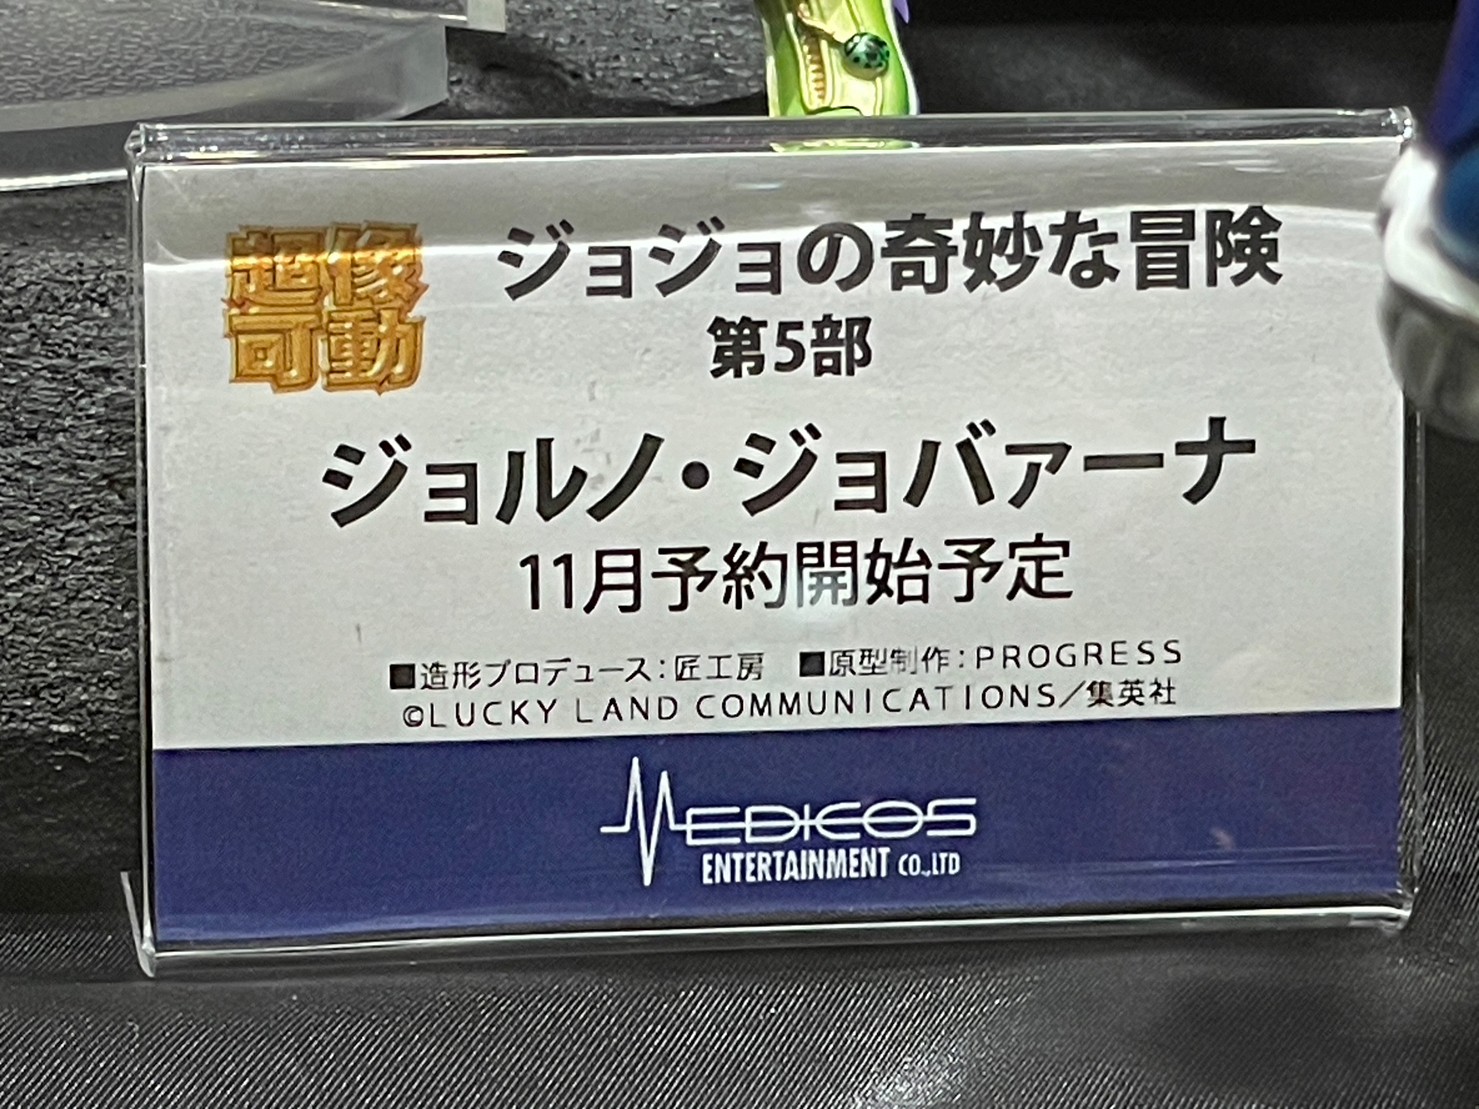 超像可動
ジョジョの奇妙な冒険
第5部
ジョルノ・ジョバァーナ
11月予約開始予定
■造形プロデュース：匠工房 ■原型制作：PROGRESS
©LUCKY LAND COMMUNICATIONS／集英社
MEDICOS
ENTERTAINMENT CO.,LTD